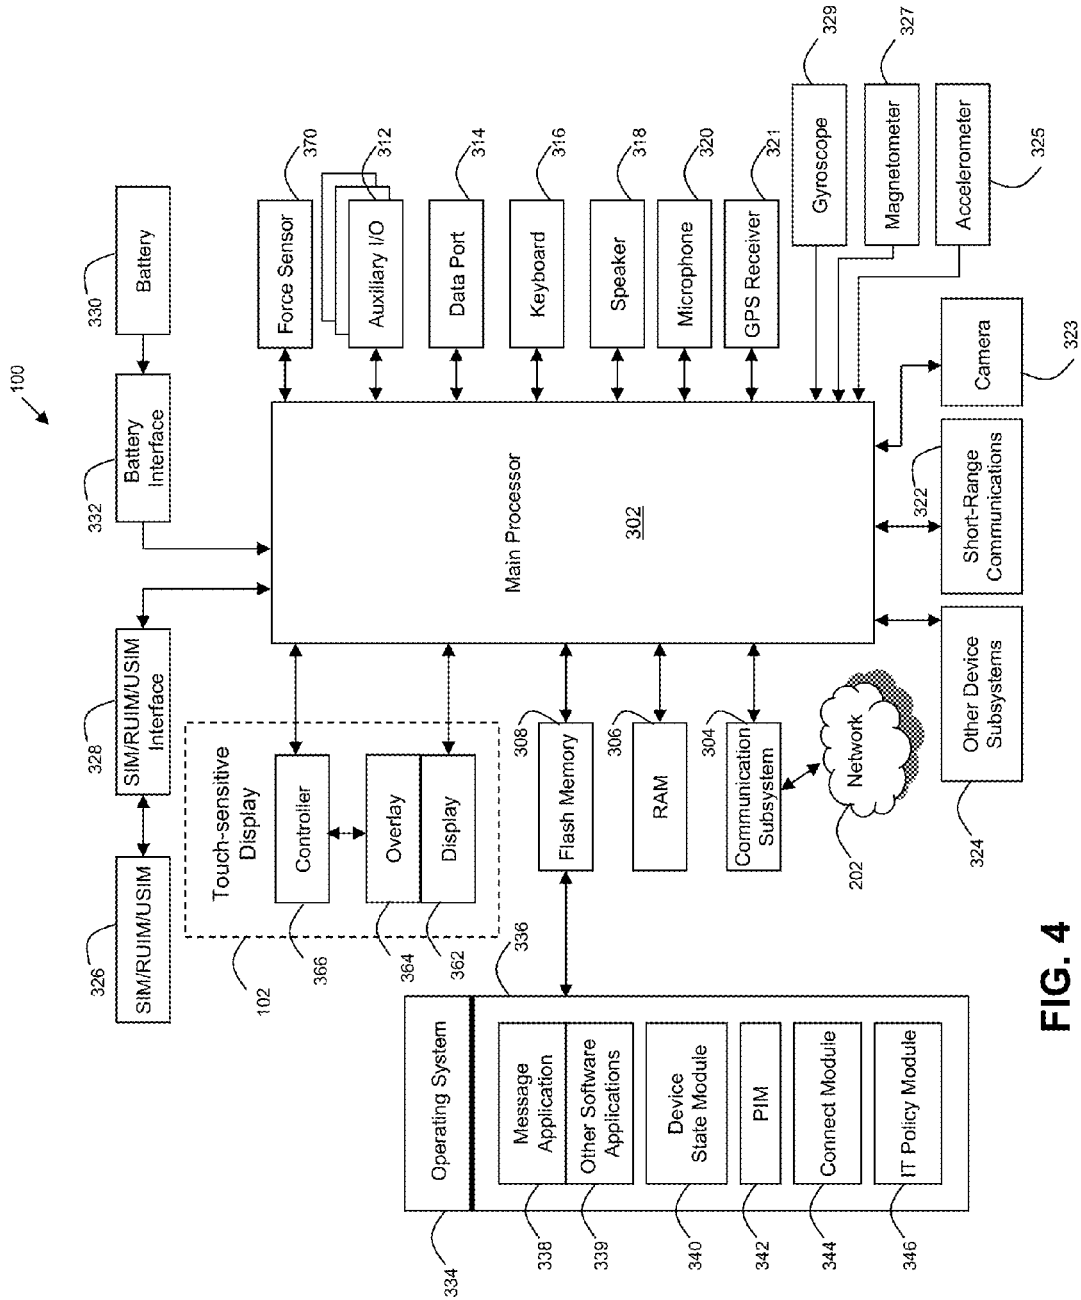 100
326
SIM/RUIM/USIM
328
SIM/RUIM/USIM
Interface
332
Battery
Interface
330
Battery
102
Touch-sensitive
Display
366
Controller
364
Overlay
362
Display
Main Processor
302
370
Force Sensor
312
Auxiliary I/O
314
Data Port
316
Keyboard
318
Speaker
320
Microphone
321
GPS Receiver
329
Gyroscope
327
Magnetometer
325
Accelerometer
308
Flash Memory
306
RAM
304
Communication
Subsystem
202
Network
324
Other Device
Subsystems
322
Short-Range
Communications
323
Camera
336
334
Operating System
338
Message
Application
339
Other Software
Applications
340
Device
State Module
342
PIM
344
Connect Module
346
IT Policy Module
FIG. 4